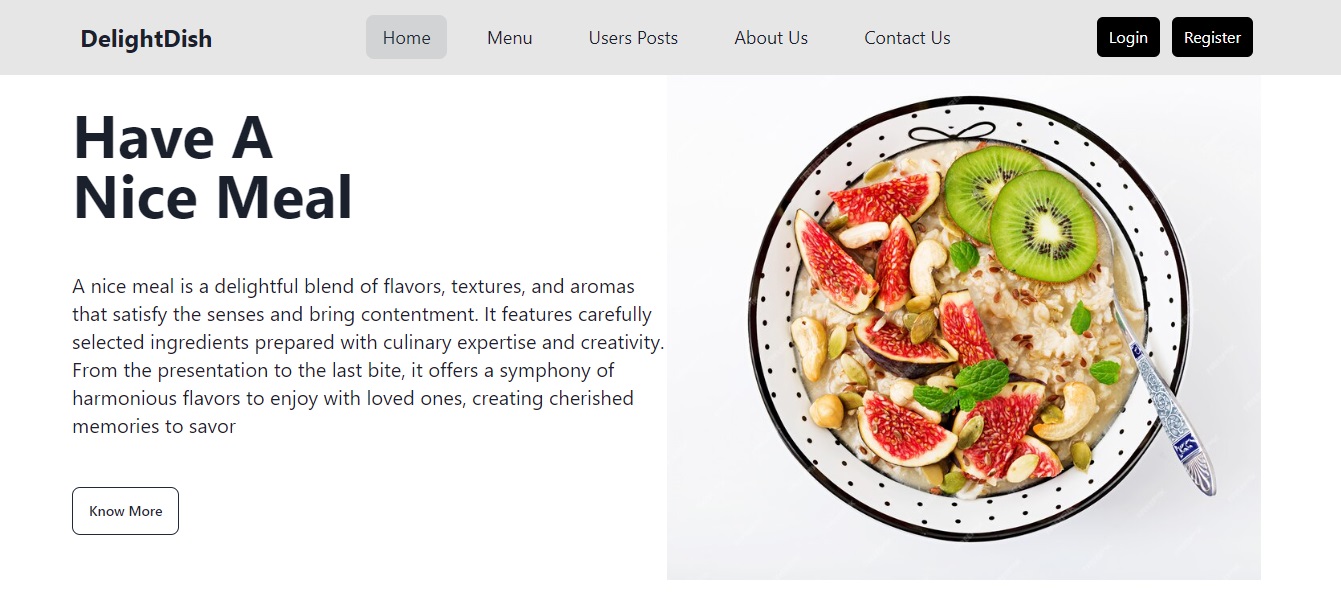 DelightDish
Home
Menu
Users Posts
About Us
Contact Us
Login
Register
Have A
Nice Meal
A nice meal is a delightful blend of flavors, textures, and aromas
that satisfy the senses and bring contentment. It features carefully
selected ingredients prepared with culinary expertise and creativity.
From the presentation to the last bite, it offers a symphony of
harmonious flavors to enjoy with loved ones, creating cherished
memories to savor
Know More